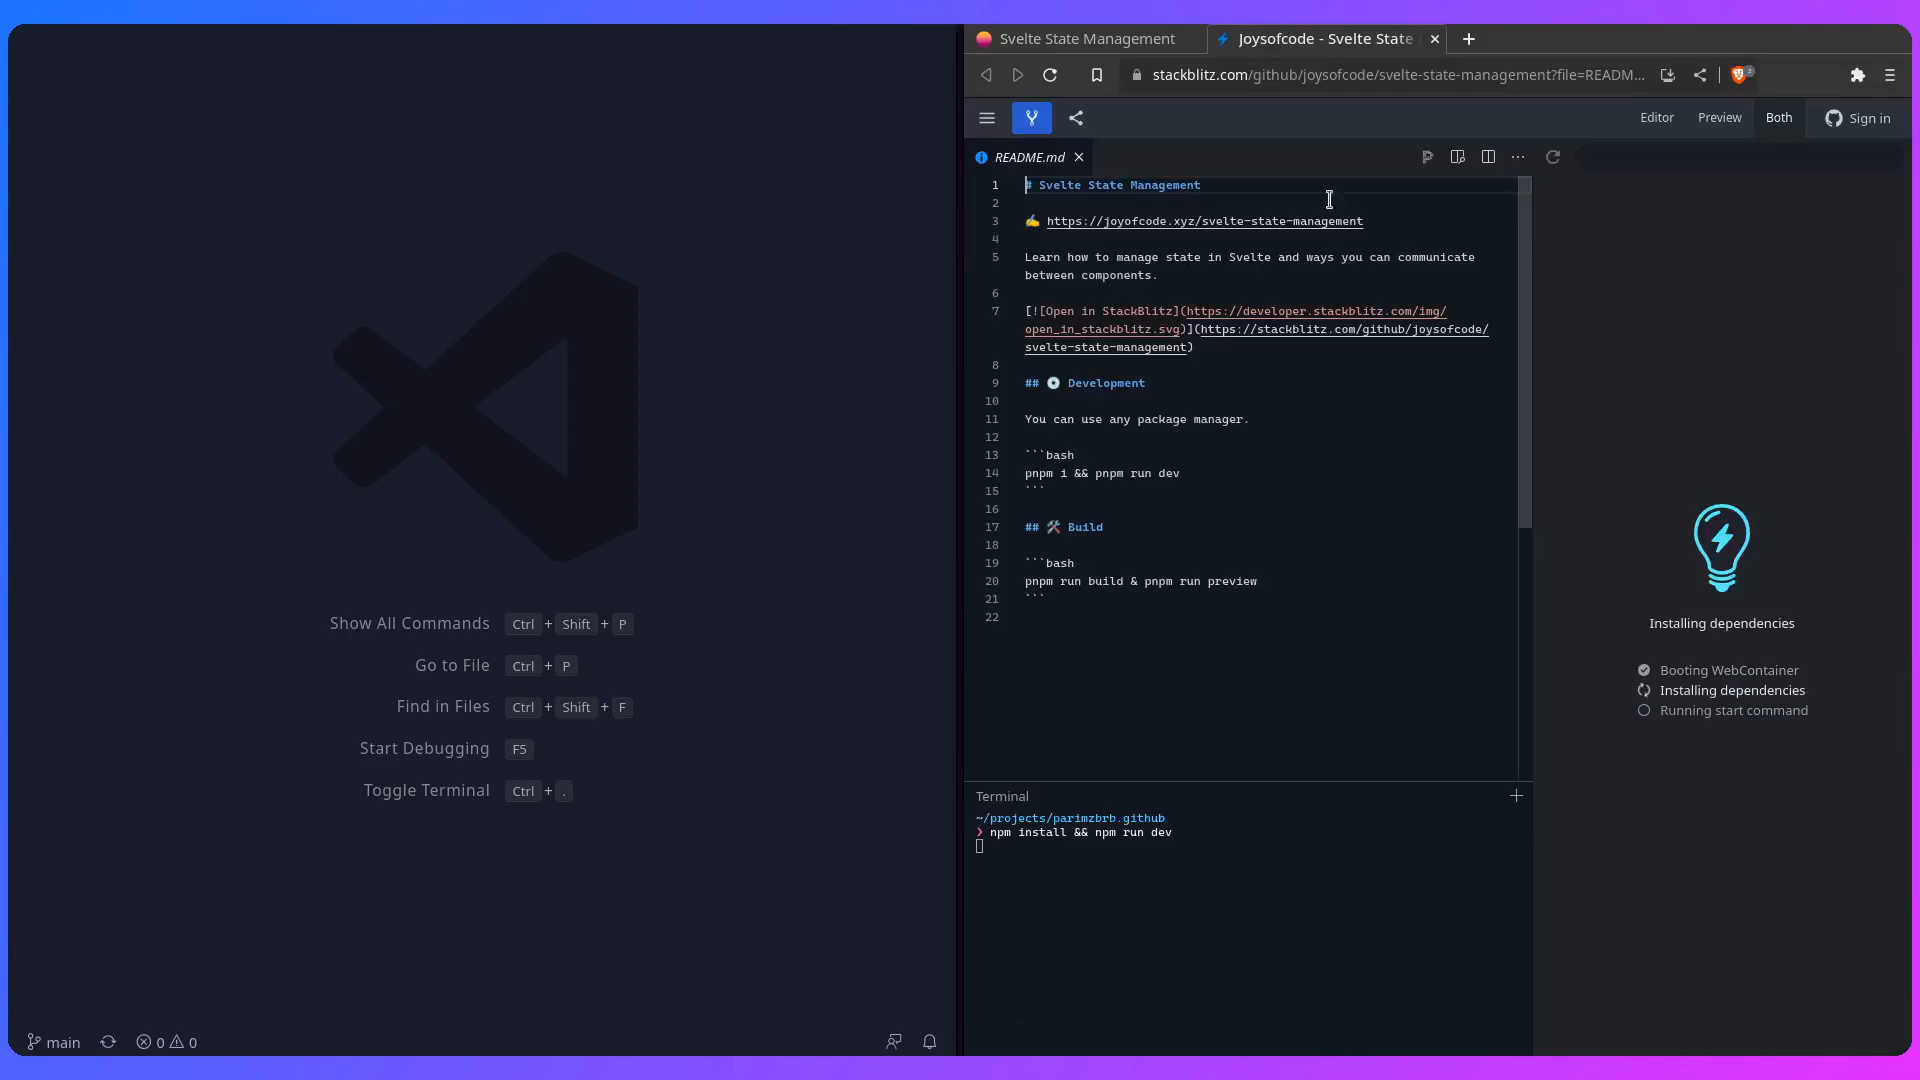 Show All Commands Ctrl + Shift + P
Go to File Ctrl + P
Find in Files Ctrl + Shift + F
Start Debugging F5
Toggle Terminal Ctrl + .
main 0 0
Svelte State Management
Joysofcode - Svelte State
stackblitz.com/github/joysofcode/svelte-state-management?file=READM...
3
Editor Preview Both Sign in
README.md
1 # Svelte State Management
2
3 ✍️ https://joyofcode.xyz/svelte-state-management
4
5 Learn how to manage state in Svelte and ways you can communicate
between components.
6
7 [![Open in StackBlitz](https://developer.stackblitz.com/img/
open_in_stackblitz.svg)](https://stackblitz.com/github/joysofcode/
svelte-state-management)
8
9 ## 💿 Development
10
11 You can use any package manager.
12
13 ```bash
14 pnpm i && pnpm run dev
15 ```
16
17 ## 🛠️ Build
18
19 ```bash
20 pnpm run build & pnpm run preview
21 ```
22
Terminal
~/projects/parimzbrb.github
❯ npm install && npm run dev
Installing dependencies
Booting WebContainer
Installing dependencies
Running start command